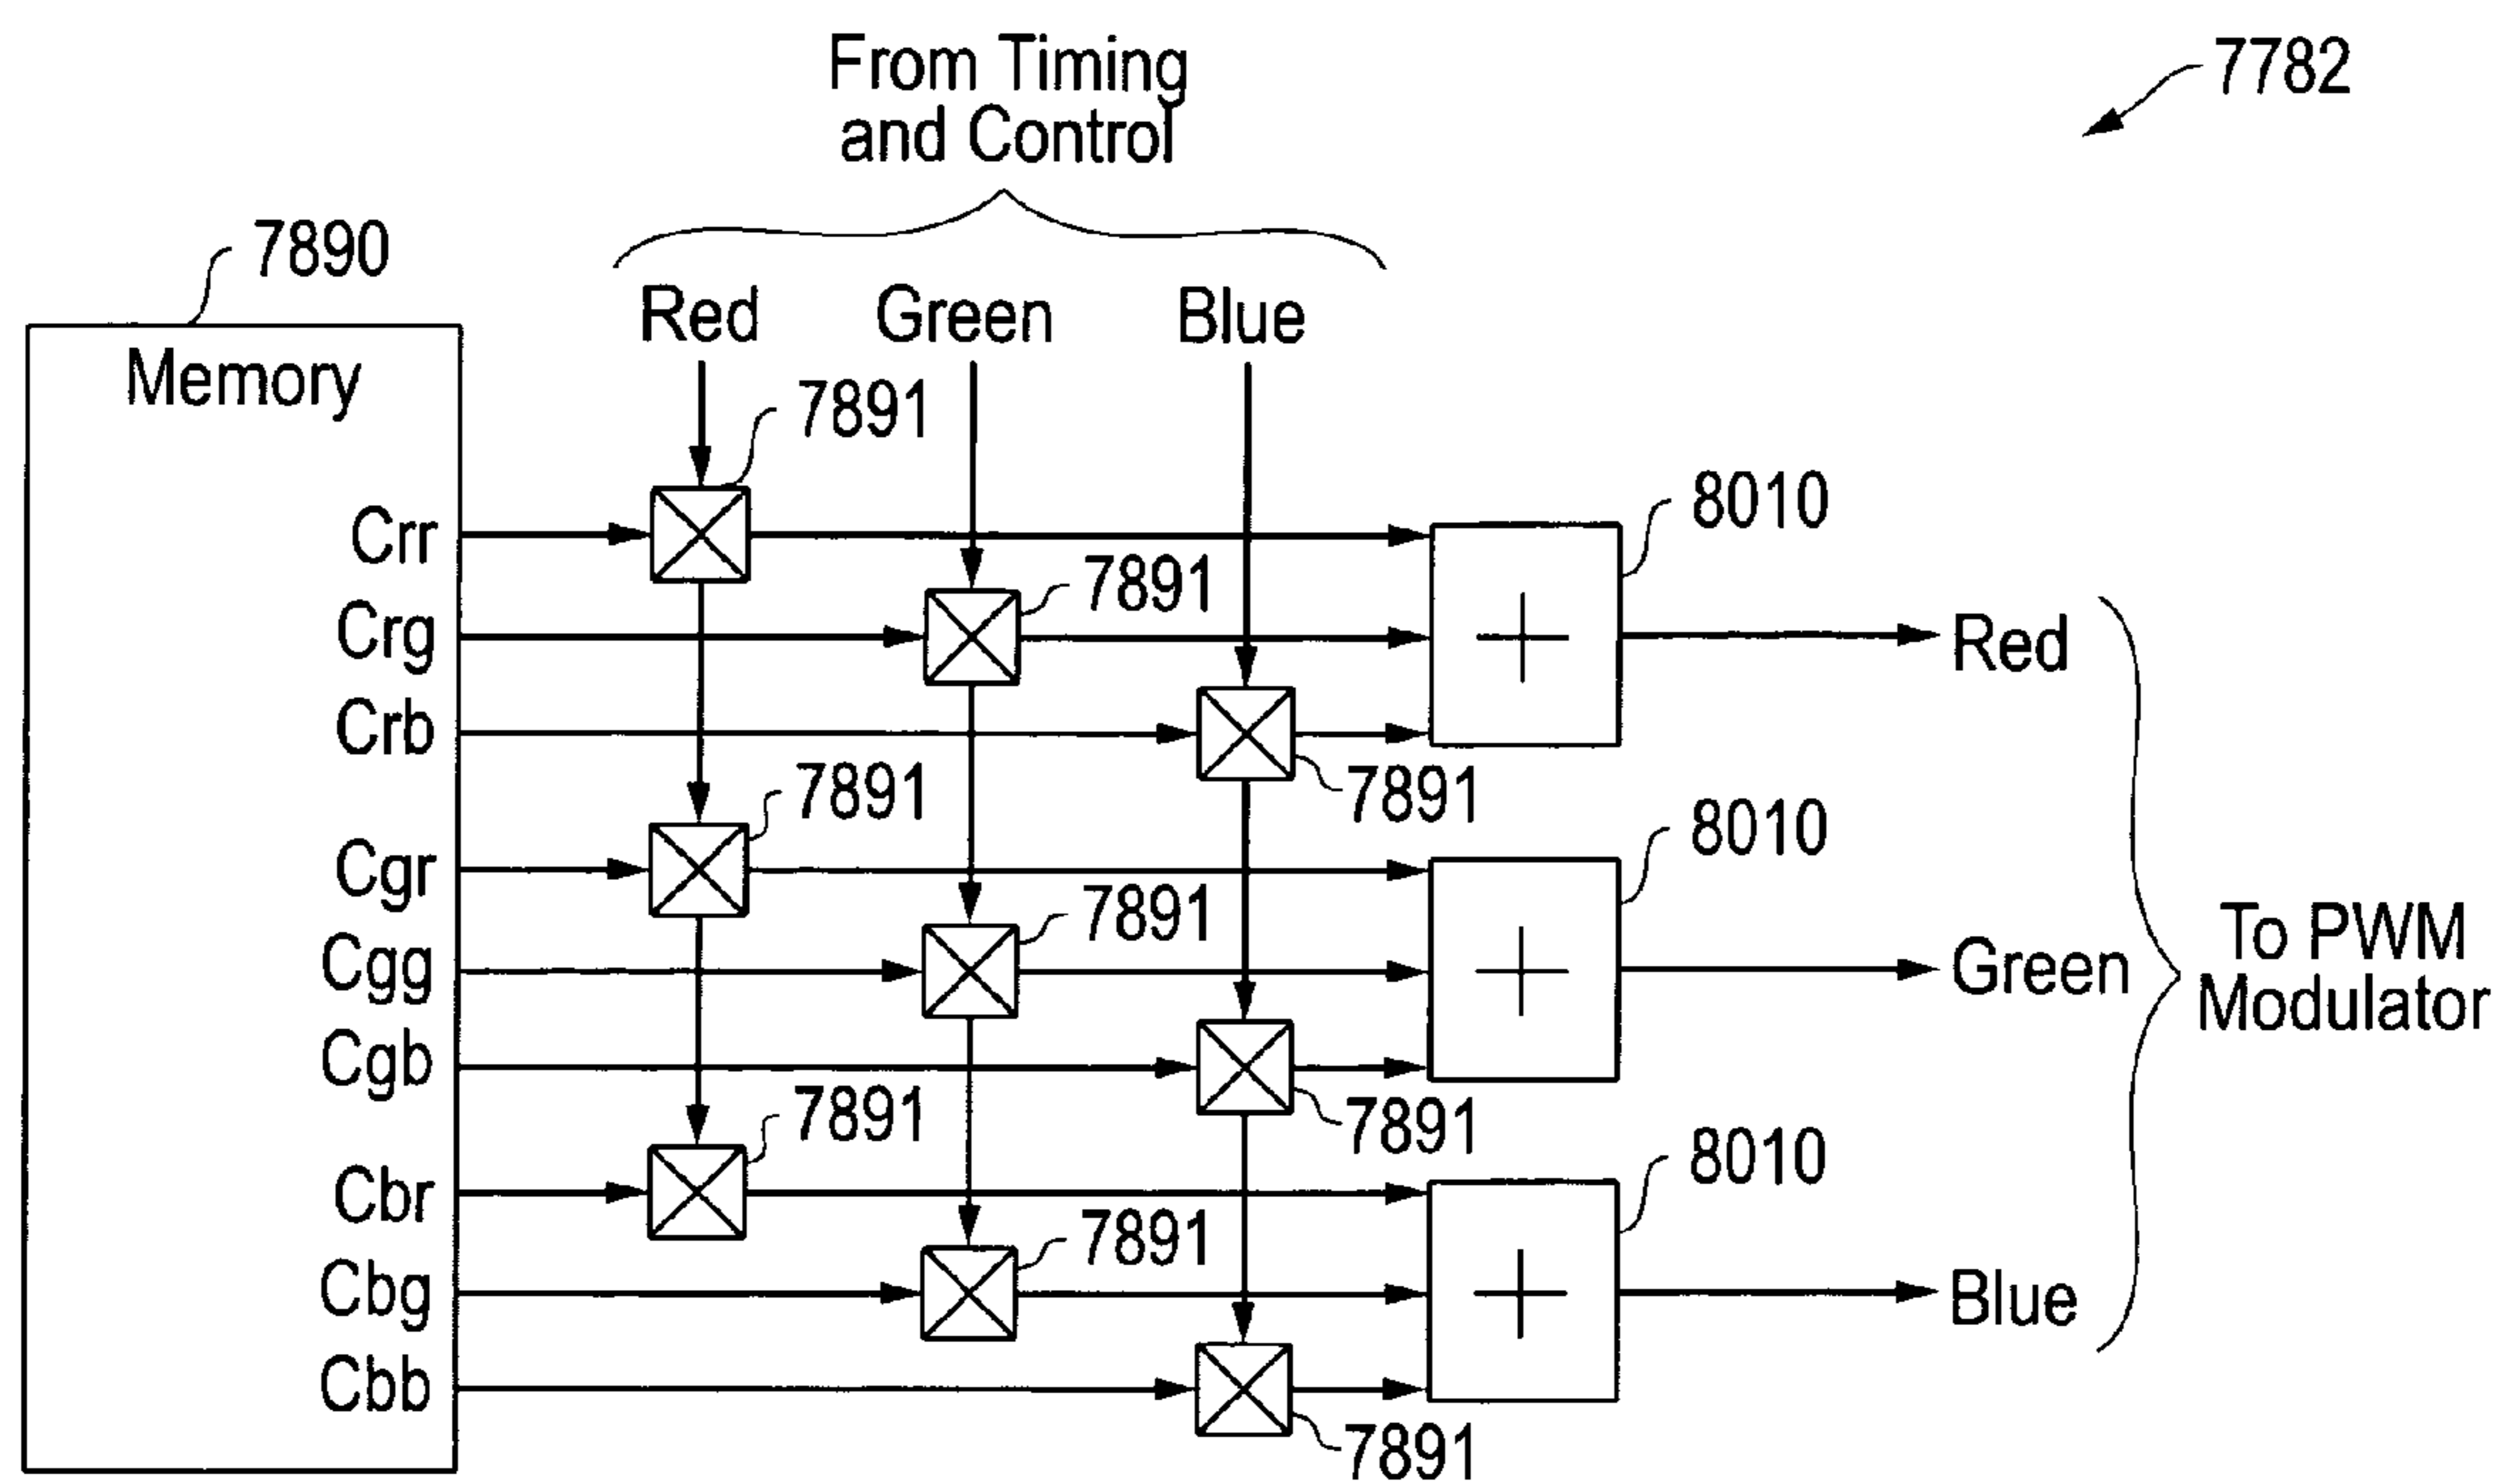 From Timing
and Control
7782
7890
Red
Green
Blue
Memory
7891
8010
Crr
7891
Crg
Red
Crb
7891
7891
8010
Cgr
7891
To PWM
Modulator
Cgg
Green
Cgb
7891
7891
8010
Cbr
7891
Cbg
Blue
Cbb
7891